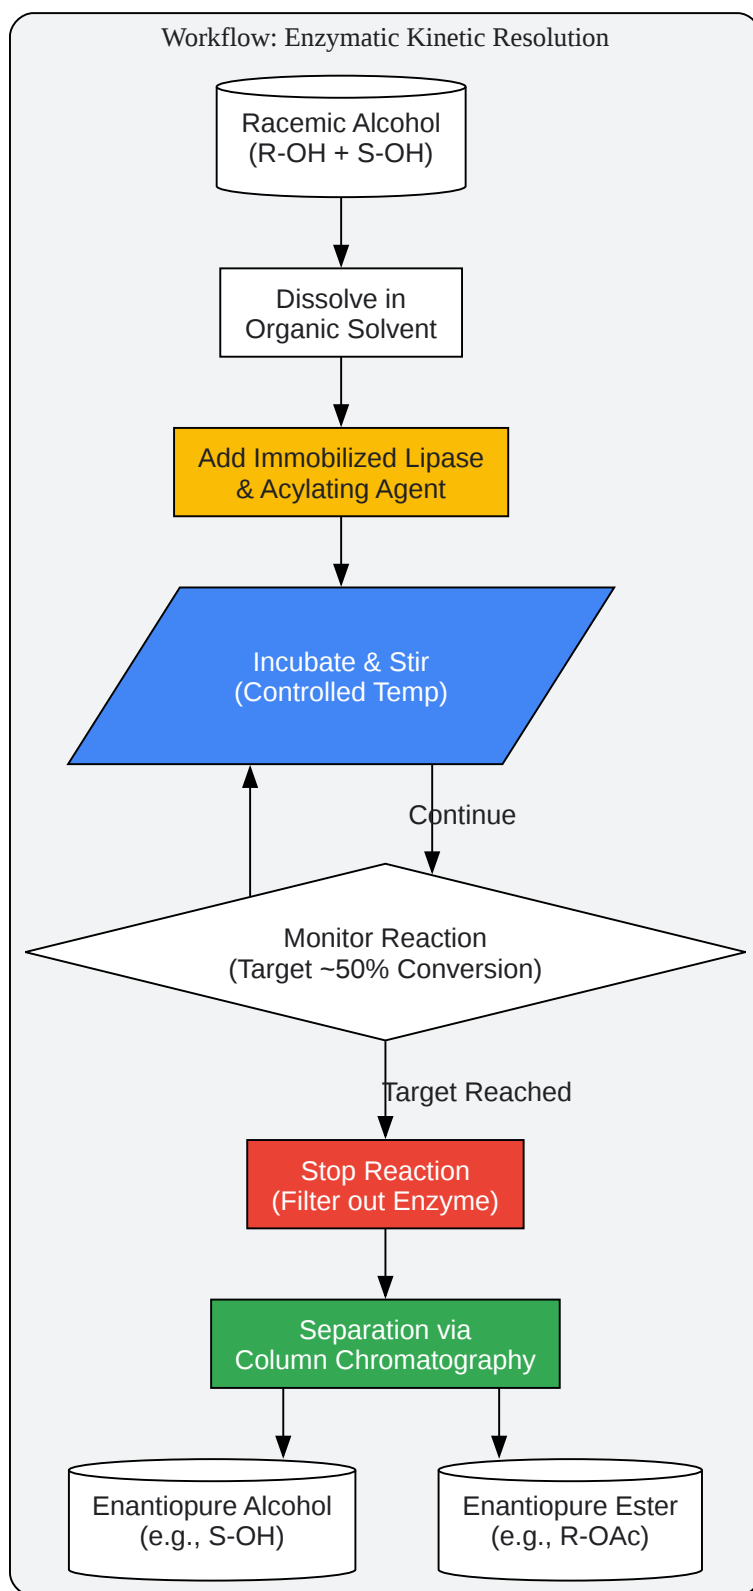 Workflow: Enzymatic Kinetic Resolution
Racemic Alcohol
(R-OH + S-OH)
Dissolve in
Organic Solvent
Add Immobilized Lipase
& Acylating Agent
Incubate & Stir
(Controlled Temp)
Continue
Monitor Reaction
(Target ~50% Conversion)
Target Reached
Stop Reaction
(Filter out Enzyme)
Separation via
Column Chromatography
Enantiopure Alcohol
(e.g., S-OH)
Enantiopure Ester
(e.g., R-OAc)